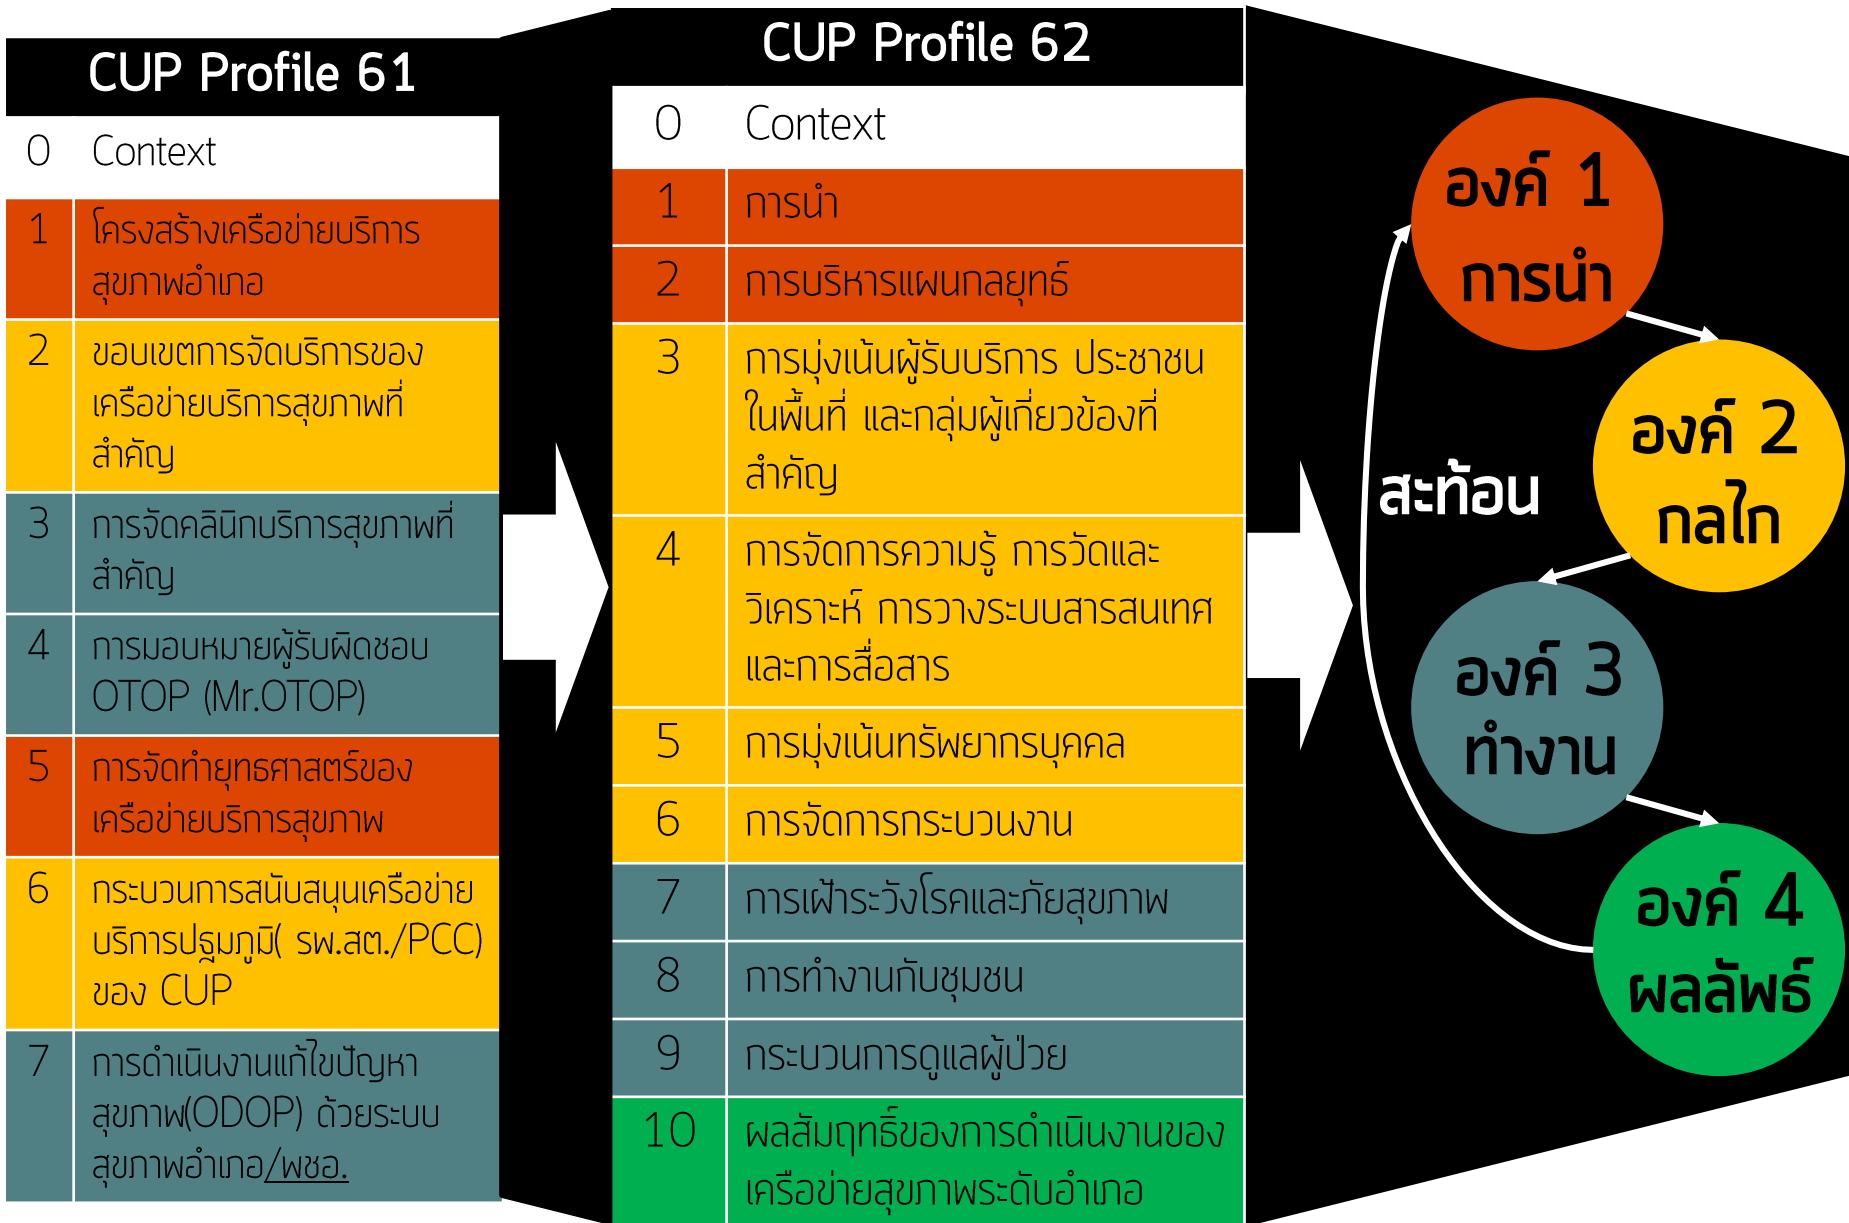 CUP Profile 61
0 Context
1 โครงสร้างเครือข่ายบริการ
สุขภาพอำเภอ
2 ขอบเขตการจัดบริการของ
เครือข่ายบริการสุขภาพที่
สำคัญ
3 การจัดคลินิกบริการสุขภาพที่
สำคัญ
4 การมอบหมายผู้รับผิดชอบ
OTOP (Mr.OTOP)
5 การจัดทำยุทธศาสตร์ของ
เครือข่ายบริการสุขภาพ
6 กระบวนการสนับสนุนเครือข่าย
บริการปฐมภูมิ( รพ.สต./PCC)
ของ CUP
7 การดำเนินงานแก้ไขปัญหา
สุขภาพ(ODOP) ด้วยระบบ
สุขภาพอำเภอ/พชอ.
CUP Profile 62
0 Context
1 การนำ
2 การบริหารแผนกลยุทธ์
3 การมุ่งเน้นผู้รับบริการ ประชาชน
ในพื้นที่ และกลุ่มผู้เกี่ยวข้องที่
สำคัญ
4 การจัดการความรู้ การวัดและ
วิเคราะห์ การวางระบบสารสนเทศ
และการสื่อสาร
5 การมุ่งเน้นทรัพยากรบุคคล
6 การจัดการกระบวนงาน
7 การเฝ้าระวังโรคและภัยสุขภาพ
8 การทำงานกับชุมชน
9 กระบวนการดูแลผู้ป่วย
10 ผลสัมฤทธิ์ของการดำเนินงานของ
เครือข่ายสุขภาพระดับอำเภอ
องค์ 1
การนำ
องค์ 2
กลไก
สะท้อน
องค์ 3
ทำงาน
องค์ 4
ผลลัพธ์